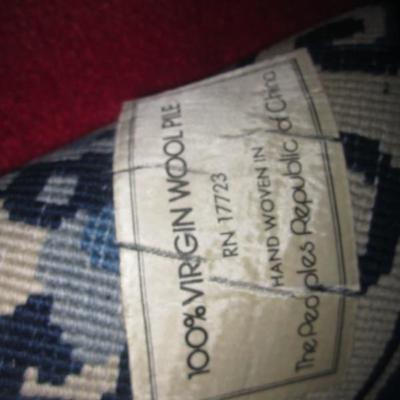 100% VIRGIN WOOL PILE
RN 17723
HAND WOVEN IN
The Peoples Republic of China